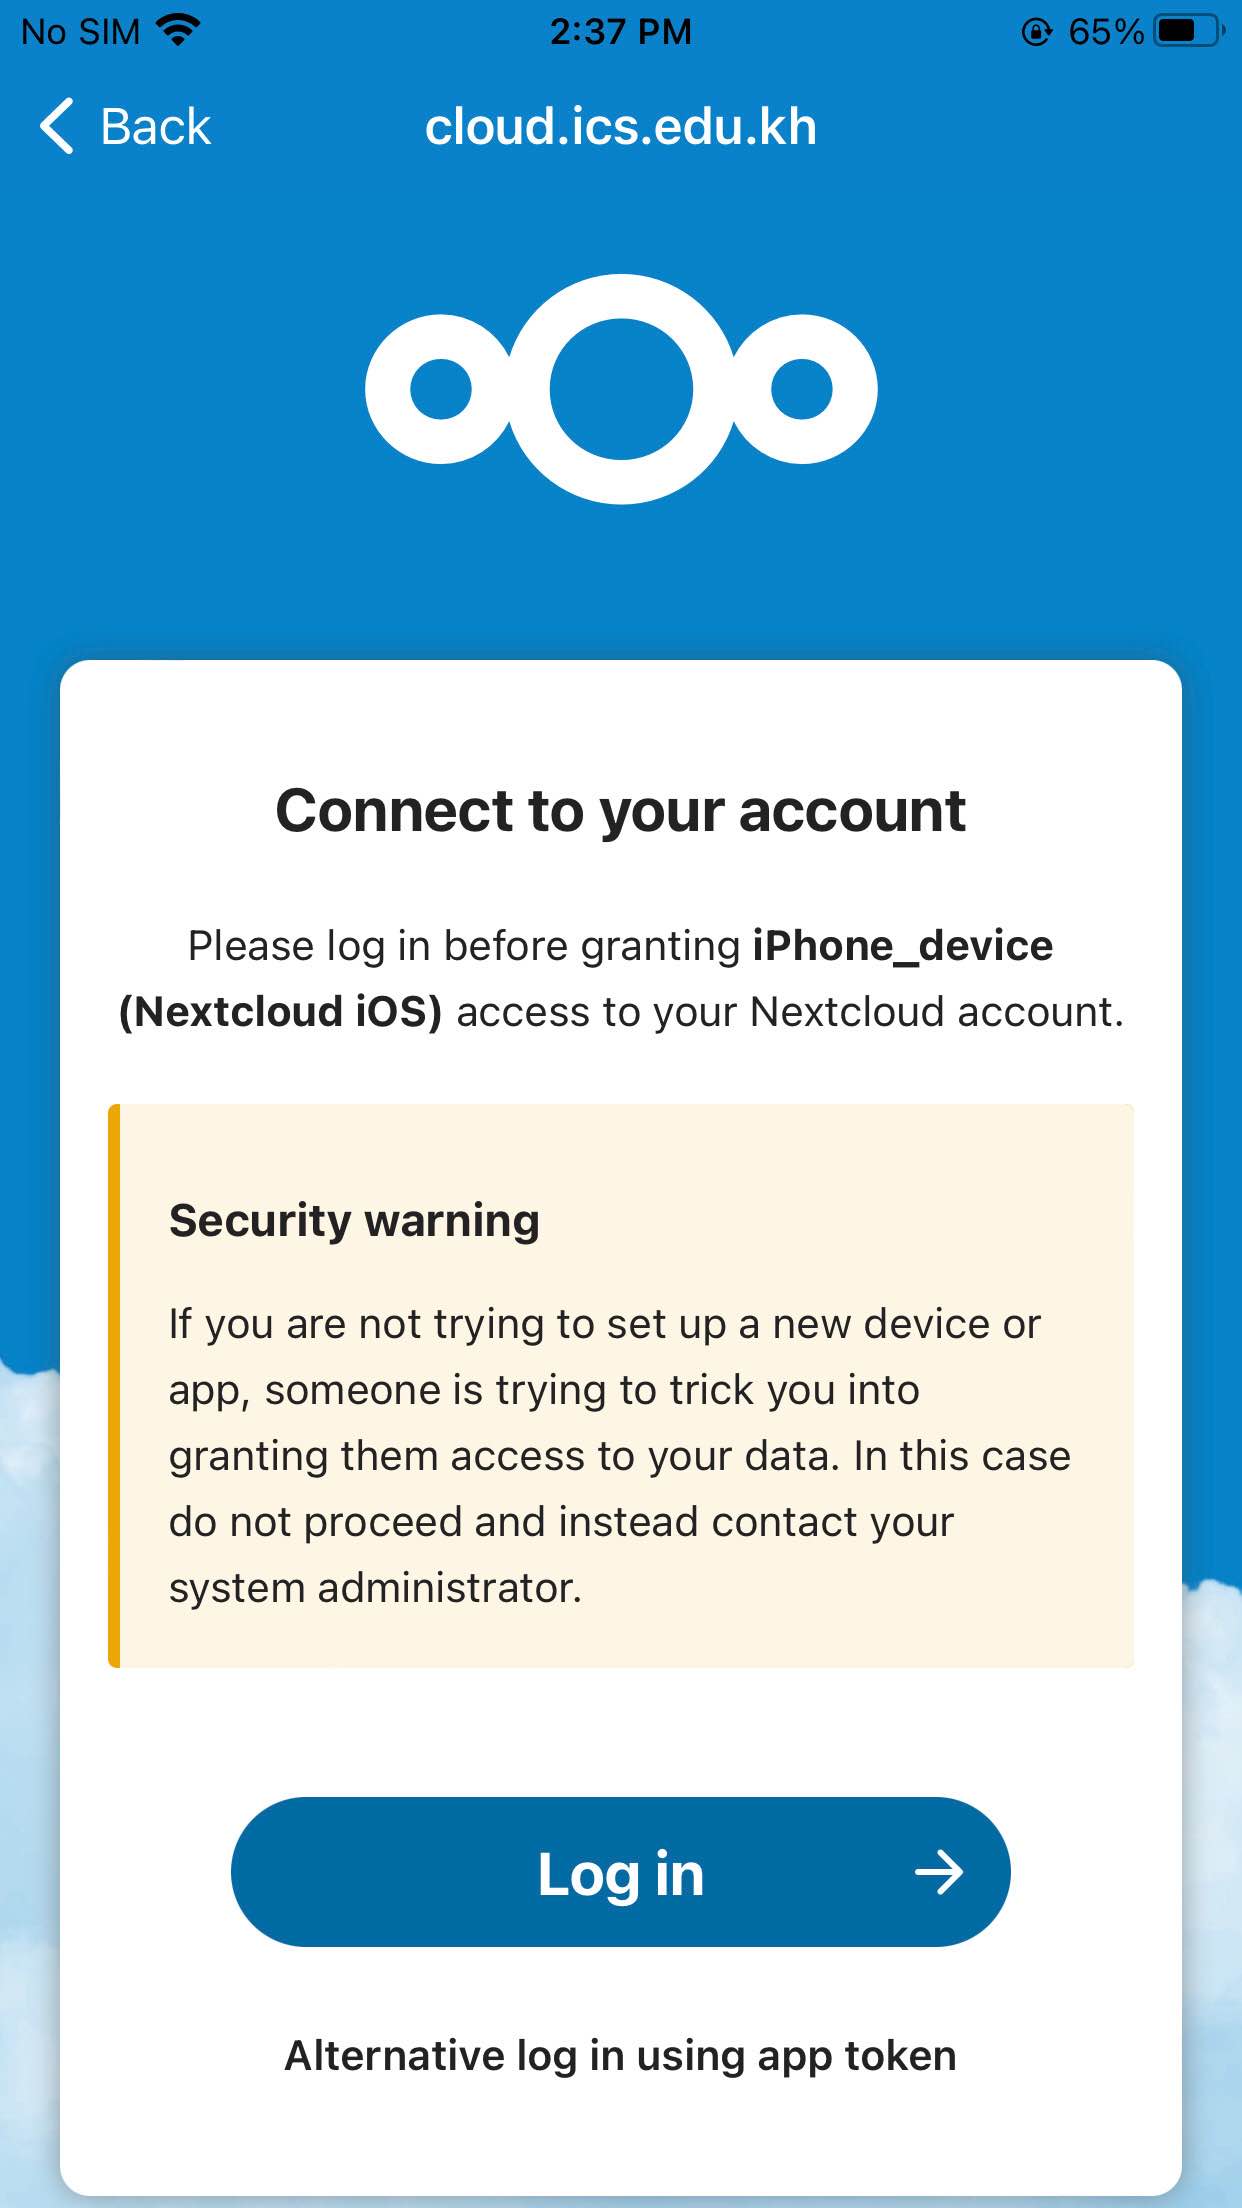 No SIM 2:37 PM 65%
Back cloud.ics.edu.kh
Connect to your account
Please log in before granting iPhone_device
(Nextcloud iOS) access to your Nextcloud account.
Security warning
If you are not trying to set up a new device or
app, someone is trying to trick you into
granting them access to your data. In this case
do not proceed and instead contact your
system administrator.
Log in
Alternative log in using app token